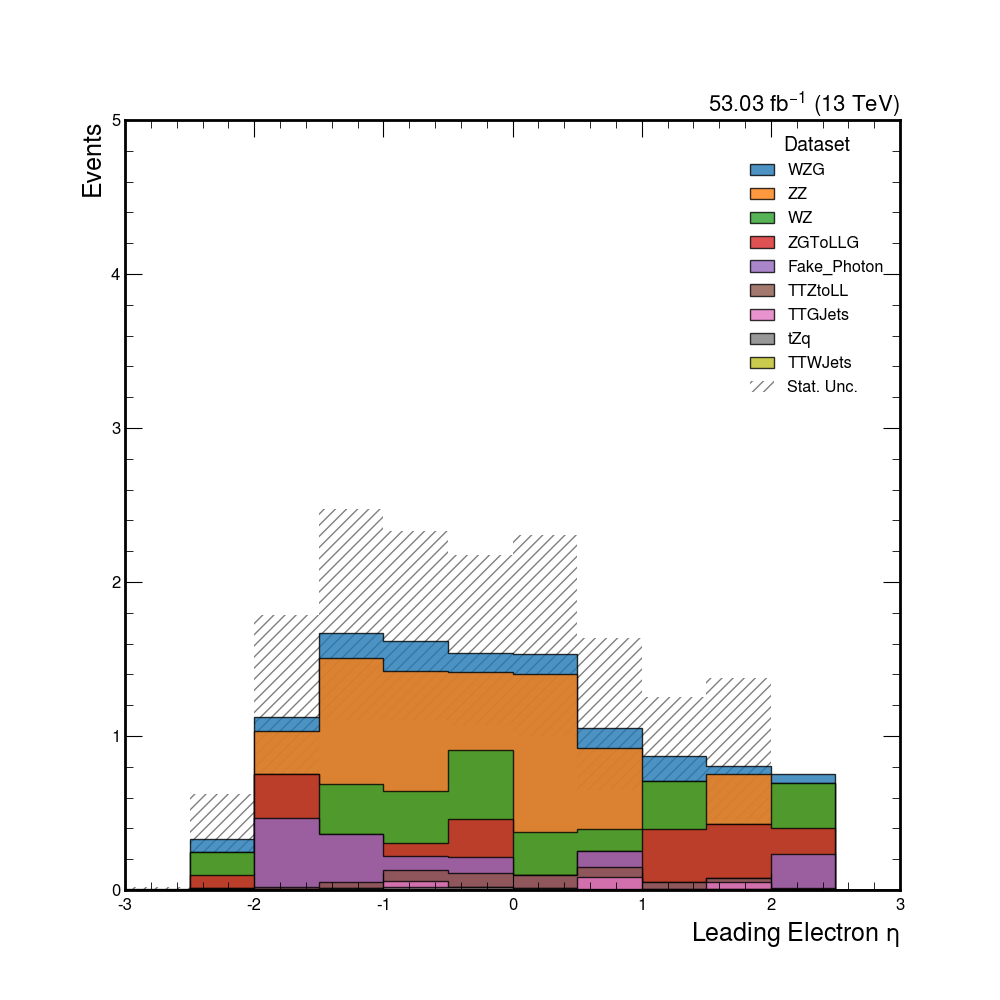 53.03 fb⁻¹ (13 TeV)
Events
5
4
3
2
1
0
Dataset
WZG
ZZ
WZ
ZGToLLG
Fake_Photon
TTZtoLL
TTGJets
tZq
TTWJets
Stat. Unc.
-3 -2 -1 0 1 2 3
Leading Electron η